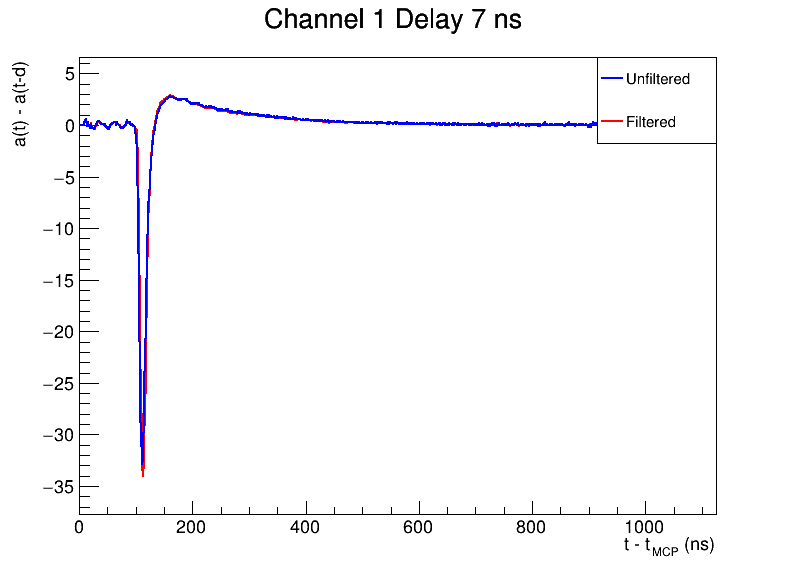 Channel 1 Delay 7 ns
a(t) - a(t-d)
5
0
−5
−10
−15
−20
−25
−30
−35
Unfiltered
Filtered
0 200 400 600 800 1000
t - t_MCP (ns)